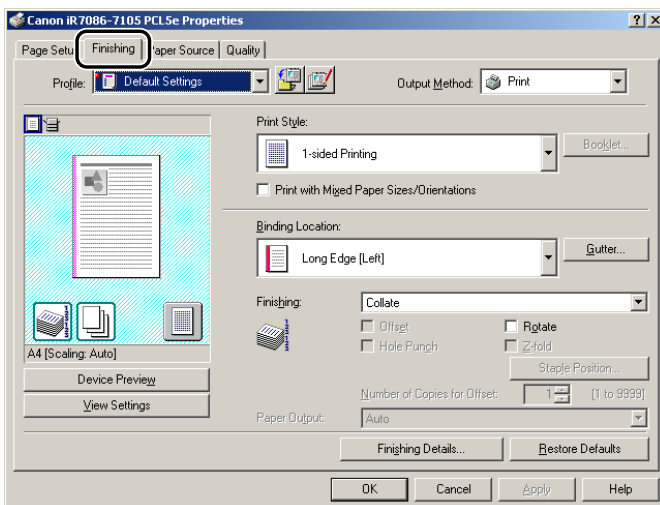 Canon iR7086-7105 PCL5e Properties
Page Setu Finishing aper Source Quality
Profile: Default Settings Output Method: Print
Print Style:
1-sided Printing Booklet...
Print with Mixed Paper Sizes/Orientations
Binding Location:
Long Edge [Left] Gutter...
Finishing: Collate
Offset Rotate
Hole Punch Z-fold
A4 [Scaling: Auto]
Staple Position...
Device Preview
Number of Copies for Offset: 1 [1 to 9999]
View Settings
Paper Output: Auto
Finishing Details... Restore Defaults
OK Cancel Apply Help